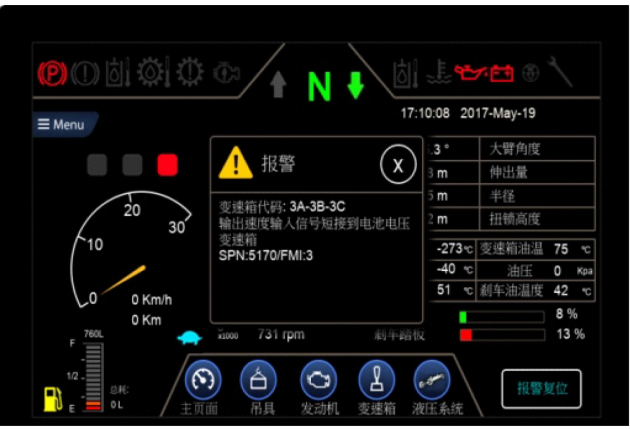 P
N
17:10:08 2017-May-19
Menu
报警
X
变速箱代码: 3A-3B-3C
输出速度输入信号短接到电池电压
变速箱
SPN:5170/FMI:3
.3 ° 大臂角度
m 伸出量
m 半径
m 扭锁高度
-273 ℃ 变速箱油温 75 ℃
-40 ℃ 油压 0 Kpa
51 ℃ 刹车油温度 42 ℃
8 %
13 %
10
20
30
0
0 Km/h
0 Km
x1000 731 rpm 刹车踏板
760L
F
1/2
E
总耗:
0 L
主页面 吊具 发动机 变速箱 液压系统
报警复位